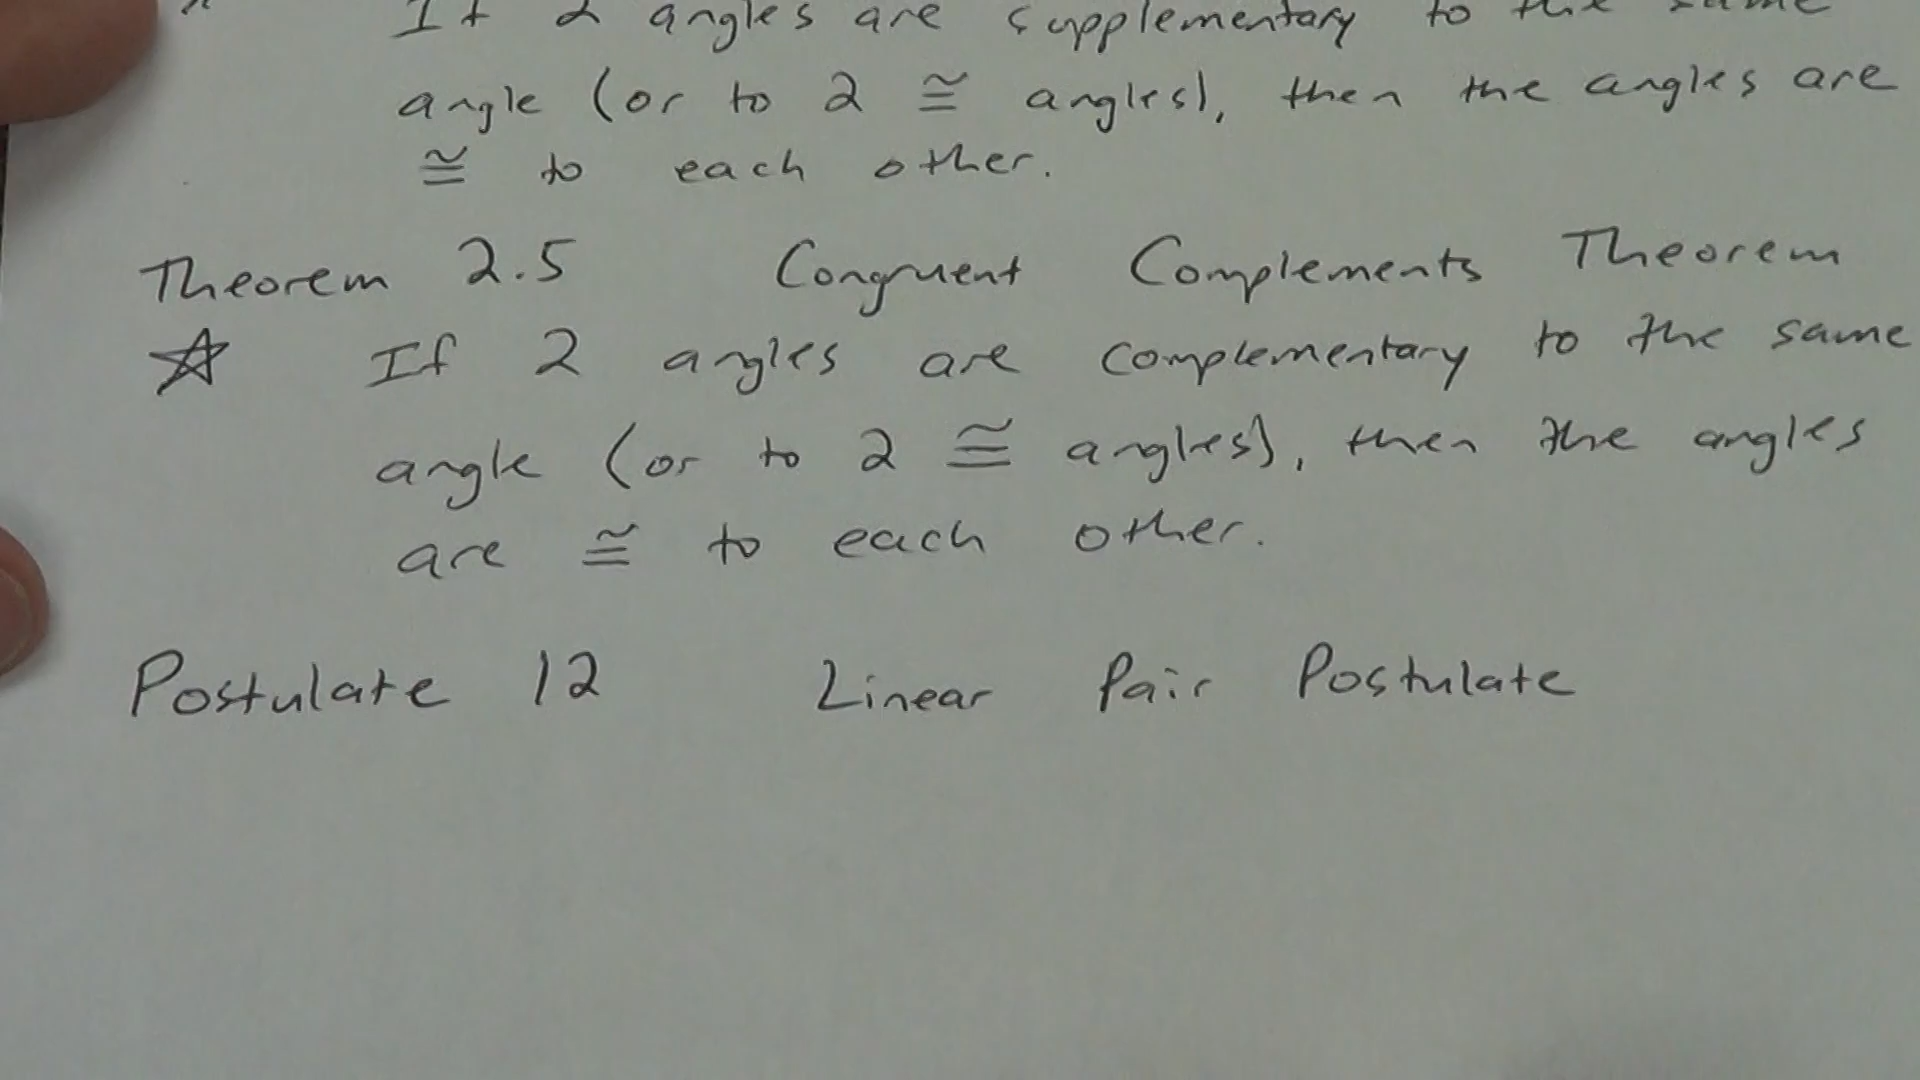 If 2 angles are supplementary to the same
angle (or to 2 ≅ angles), then the angles are
≅ to each other.
Theorem 2.5 Congruent Complements Theorem
☆ If 2 angles are complementary to the same
angle (or to 2 ≅ angles), then the angles
are ≅ to each other.
Postulate 12 Linear Pair Postulate